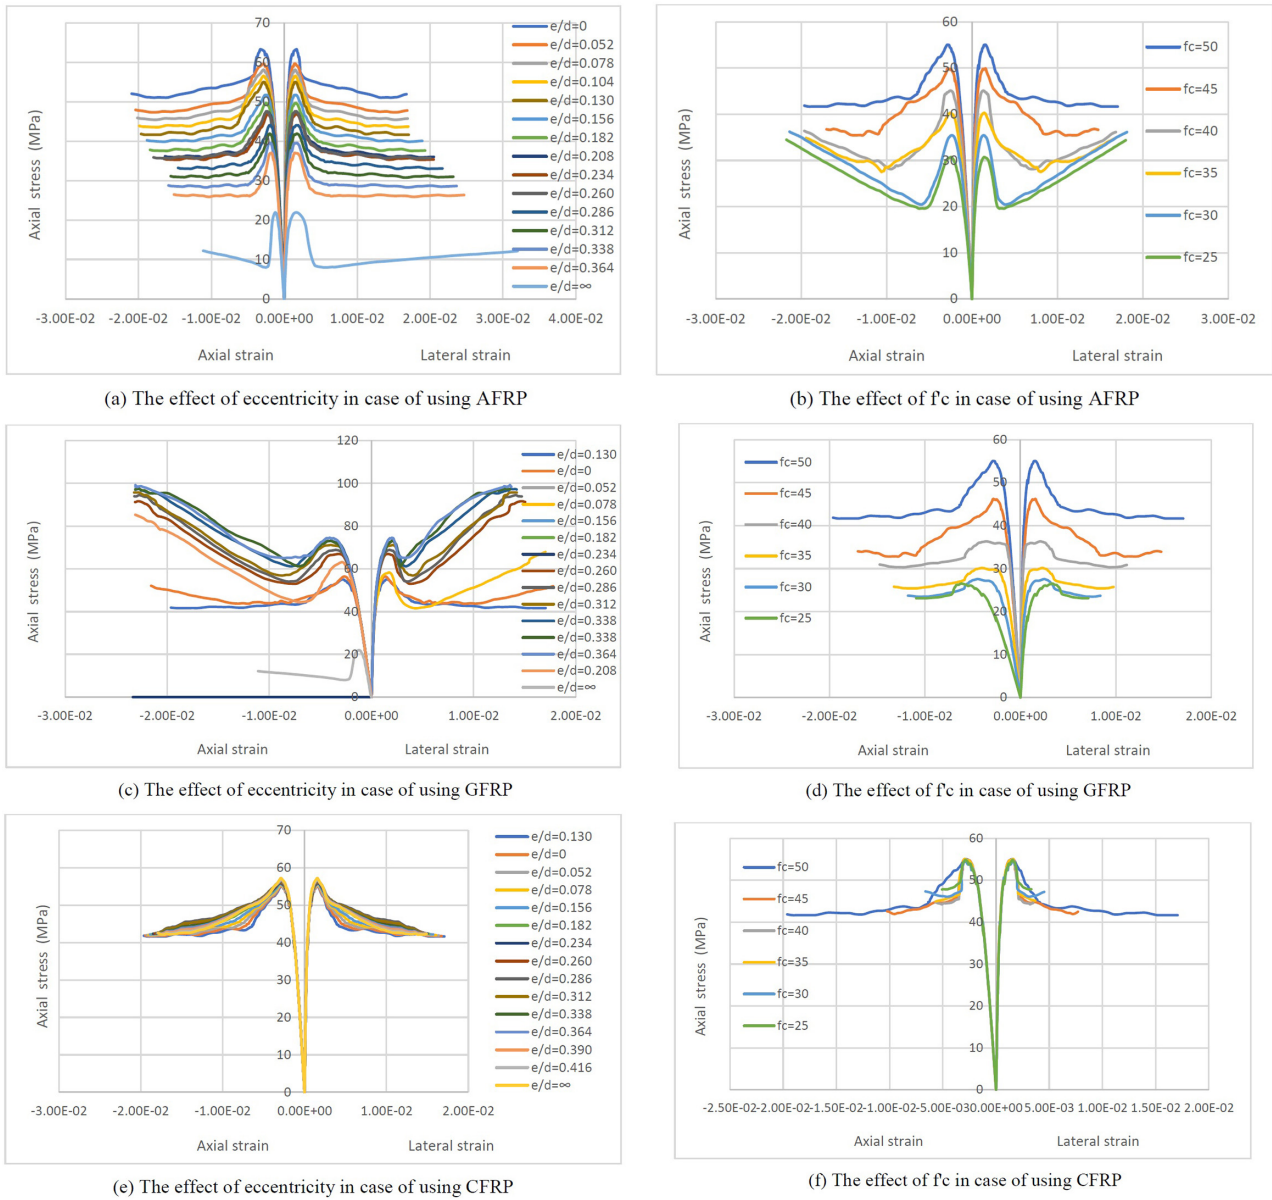 70
60
50
40
30
20
10
0
Axial stress (MPa)
-3.00E-02 -2.00E-02 -1.00E-02 0.00E+00 1.00E-02 2.00E-02 3.00E-02 4.00E-02
Axial strain Lateral strain
e/d=0
e/d=0.052
e/d=0.078
e/d=0.104
e/d=0.130
e/d=0.156
e/d=0.182
e/d=0.208
e/d=0.234
e/d=0.260
e/d=0.286
e/d=0.312
e/d=0.338
e/d=0.364
e/d=∞
(a) The effect of eccentricity in case of using AFRP
60
50
40
30
20
10
0
Axial stress (MPa)
-3.00E-02 -2.00E-02 -1.00E-02 0.00E+00 1.00E-02 2.00E-02 3.00E-02
Axial strain Lateral strain
fc=50
fc=45
fc=40
fc=35
fc=30
fc=25
(b) The effect of f'c in case of using AFRP
120
100
80
60
40
20
0
Axial stress (MPa)
-3.00E-02 -2.00E-02 -1.00E-02 0.00E+00 1.00E-02 2.00E-02
Axial strain Lateral strain
e/d=0.130
e/d=0
e/d=0.052
e/d=0.078
e/d=0.156
e/d=0.182
e/d=0.234
e/d=0.260
e/d=0.286
e/d=0.312
e/d=0.338
e/d=0.338
e/d=0.364
e/d=0.208
e/d=∞
(c) The effect of eccentricity in case of using GFRP
60
50
40
30
20
10
0
Axial stress (MPa)
-3.00E-02 -2.00E-02 -1.00E-02 0.00E+00 1.00E-02 2.00E-02
Axial strain Lateral strain
fc=50
fc=45
fc=40
fc=35
fc=30
fc=25
(d) The effect of f'c in case of using GFRP
70
60
50
40
30
20
10
0
Axial stress (MPa)
-3.00E-02 -2.00E-02 -1.00E-02 0.00E+00 1.00E-02 2.00E-02
Axial strain Lateral strain
e/d=0.130
e/d=0
e/d=0.052
e/d=0.078
e/d=0.156
e/d=0.182
e/d=0.234
e/d=0.260
e/d=0.286
e/d=0.312
e/d=0.338
e/d=0.364
e/d=0.390
e/d=0.416
e/d=∞
(e) The effect of eccentricity in case of using CFRP
60
50
40
30
20
10
0
Axial stress (MPa)
-2.50E-02 -2.00E-02 -1.50E-02 -1.00E-02 -5.00E-03 0.00E+00 5.00E-03 1.00E-02 1.50E-02 2.00E-02
Axial strain Lateral strain
fc=50
fc=45
fc=40
fc=35
fc=30
fc=25
(f) The effect of f'c in case of using CFRP